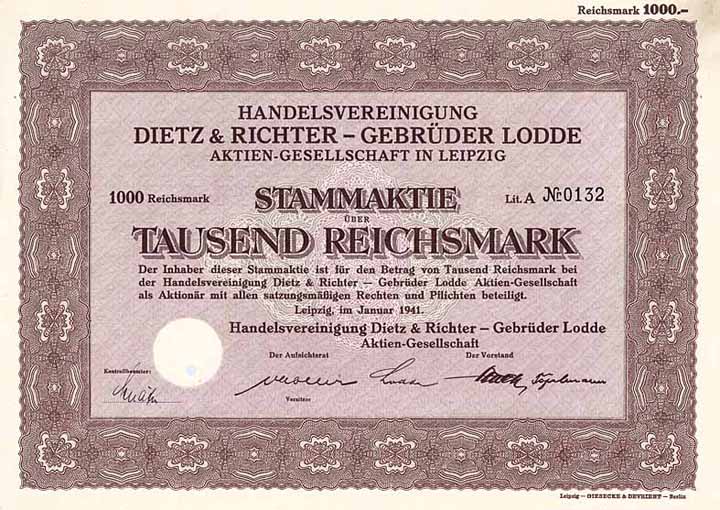 Reichsmark 1000.-
HANDELSVEREINIGUNG
DIETZ & RICHTER – GEBRÜDER LODDE
AKTIEN-GESELLSCHAFT IN LEIPZIG
1000 Reichsmark STAMMAKTIE Lit. A № 0132
ÜBER
TAUSEND REICHSMARK
Der Inhaber dieser Stammaktie ist für den Betrag von Tausend Reichsmark bei
der Handelsvereinigung Dietz & Richter – Gebrüder Lodde Aktien-Gesellschaft
als Aktionär mit allen satzungsmäßigen Rechten und Pflichten beteiligt.
Leipzig, im Januar 1941.
Handelsvereinigung Dietz & Richter – Gebrüder Lodde
Aktien-Gesellschaft
Der Aufsichtsrat Der Vorstand
Kontrollbeamter:
Vorsitzer
Leipzig – GIESECKE & DEVRIENT – Berlin